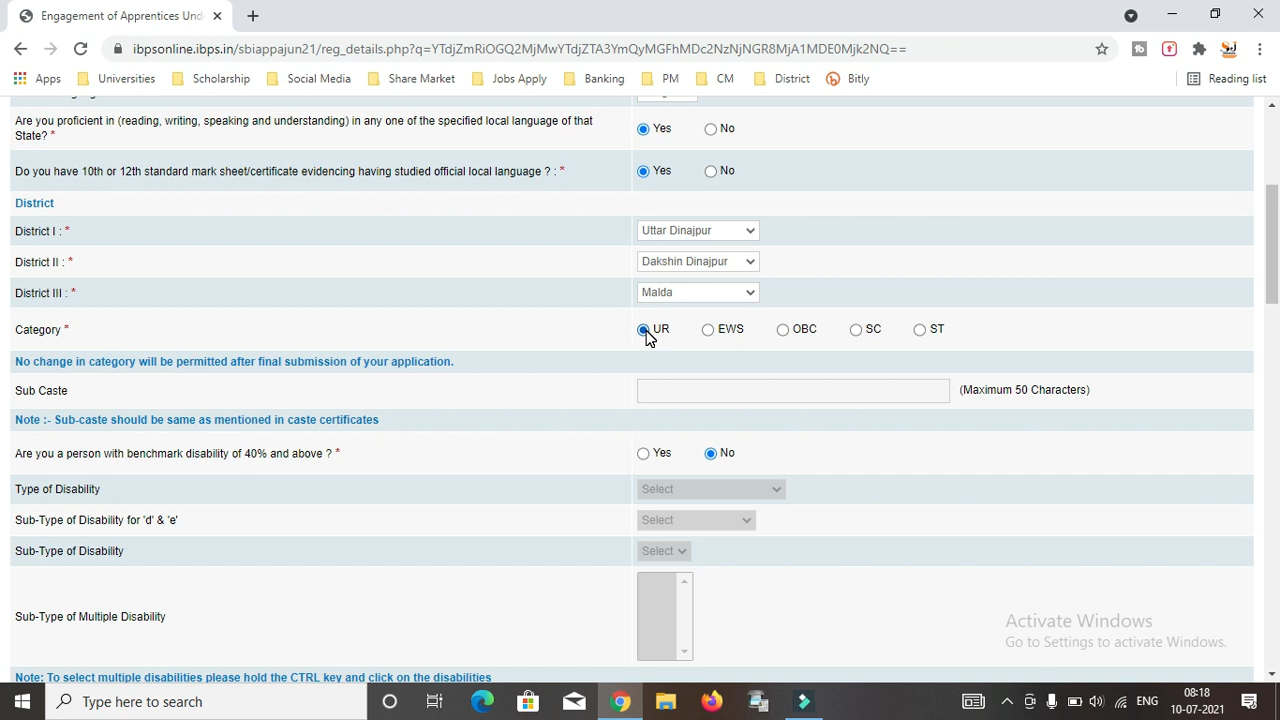 Engagement of Apprentices Und
ibpsonline.ibps.in/sbiappajun21/reg_details.php?q=YTdjZmRiOGQ2MjMwYTdjZTA3YmQyMGFhMDc2NzNjNGR8MjA1MDE0Mjk2NQ==
Apps Universities Scholarship Social Media Share Market Jobs Apply Banking PM CM District Bitly Reading list
Are you proficient in (reading, writing, speaking and understanding) in any one of the specified local language of that
State? * Yes No
Do you have 10th or 12th standard mark sheet/certificate evidencing having studied official local language ? : * Yes No
District
District I : * Uttar Dinajpur
District II : * Dakshin Dinajpur
District III : * Malda
Category * UR EWS OBC SC ST
No change in category will be permitted after final submission of your application.
Sub Caste (Maximum 50 Characters)
Note :- Sub-caste should be same as mentioned in caste certificates
Are you a person with benchmark disability of 40% and above ? * Yes No
Type of Disability Select
Sub-Type of Disability for 'd' & 'e' Select
Sub-Type of Disability Select
Sub-Type of Multiple Disability
Activate Windows
Go to Settings to activate Windows.
Note: To select multiple disabilities please hold the CTRL key and click on the disabilities
Type here to search
ENG
08:18
10-07-2021